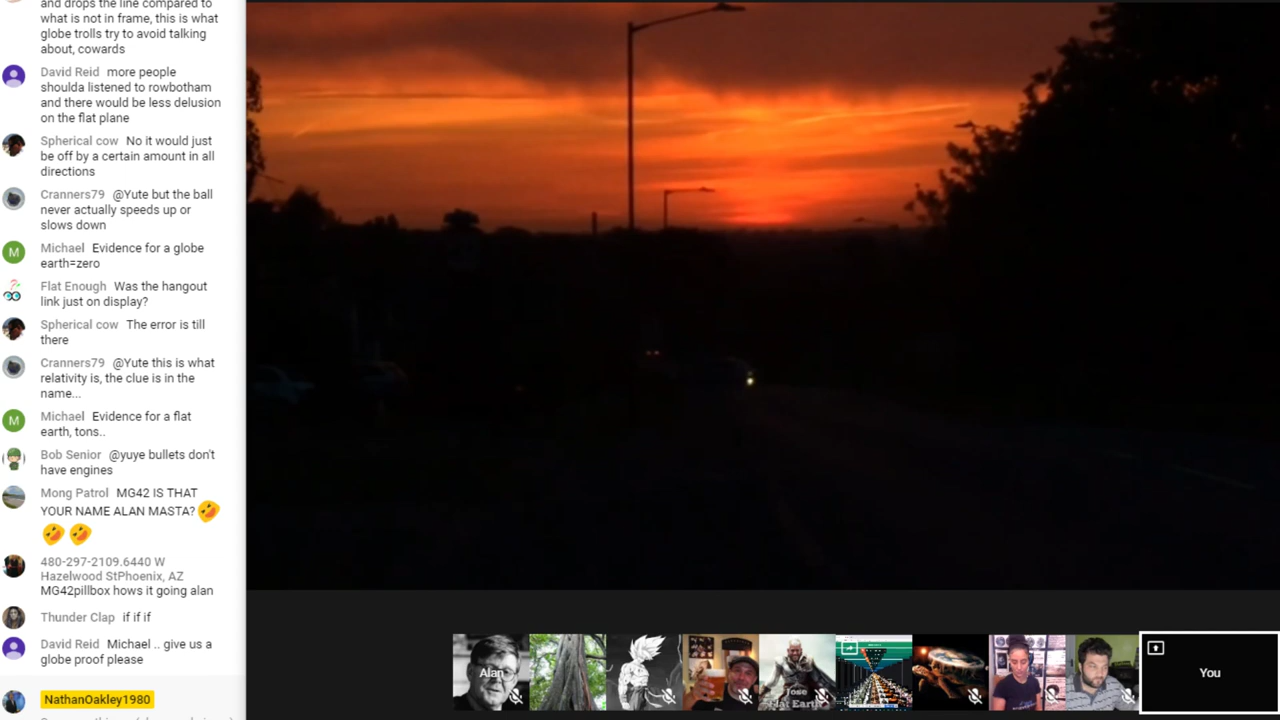 and drops the line compared to
what is not in frame, this is what
globe trolls try to avoid talking
about, cowards
David Reid more people
shoulda listened to rowbotham
and there would be less delusion
on the flat plane
Spherical cow No it would just
be off by a certain amount in all
directions
Cranners79 @Yute but the ball
never actually speeds up or
slows down
Michael Evidence for a globe
earth=zero
Flat Enough Was the hangout
link just on display?
Spherical cow The error is till
there
Cranners79 @Yute this is what
relativity is, the clue is in the
name...
Michael Evidence for a flat
earth, tons..
Bob Senior @yuye bullets don't
have engines
Mong Patrol MG42 IS THAT
YOUR NAME ALAN MASTA?
480-297-2109.6440 W
Hazelwood StPhoenix, AZ
MG42pillbox hows it going alan
Thunder Clap if if if
David Reid Michael .. give us a
globe proof please
M
M
NathanOakley1980
Alan
Jose
Flat Earth
You